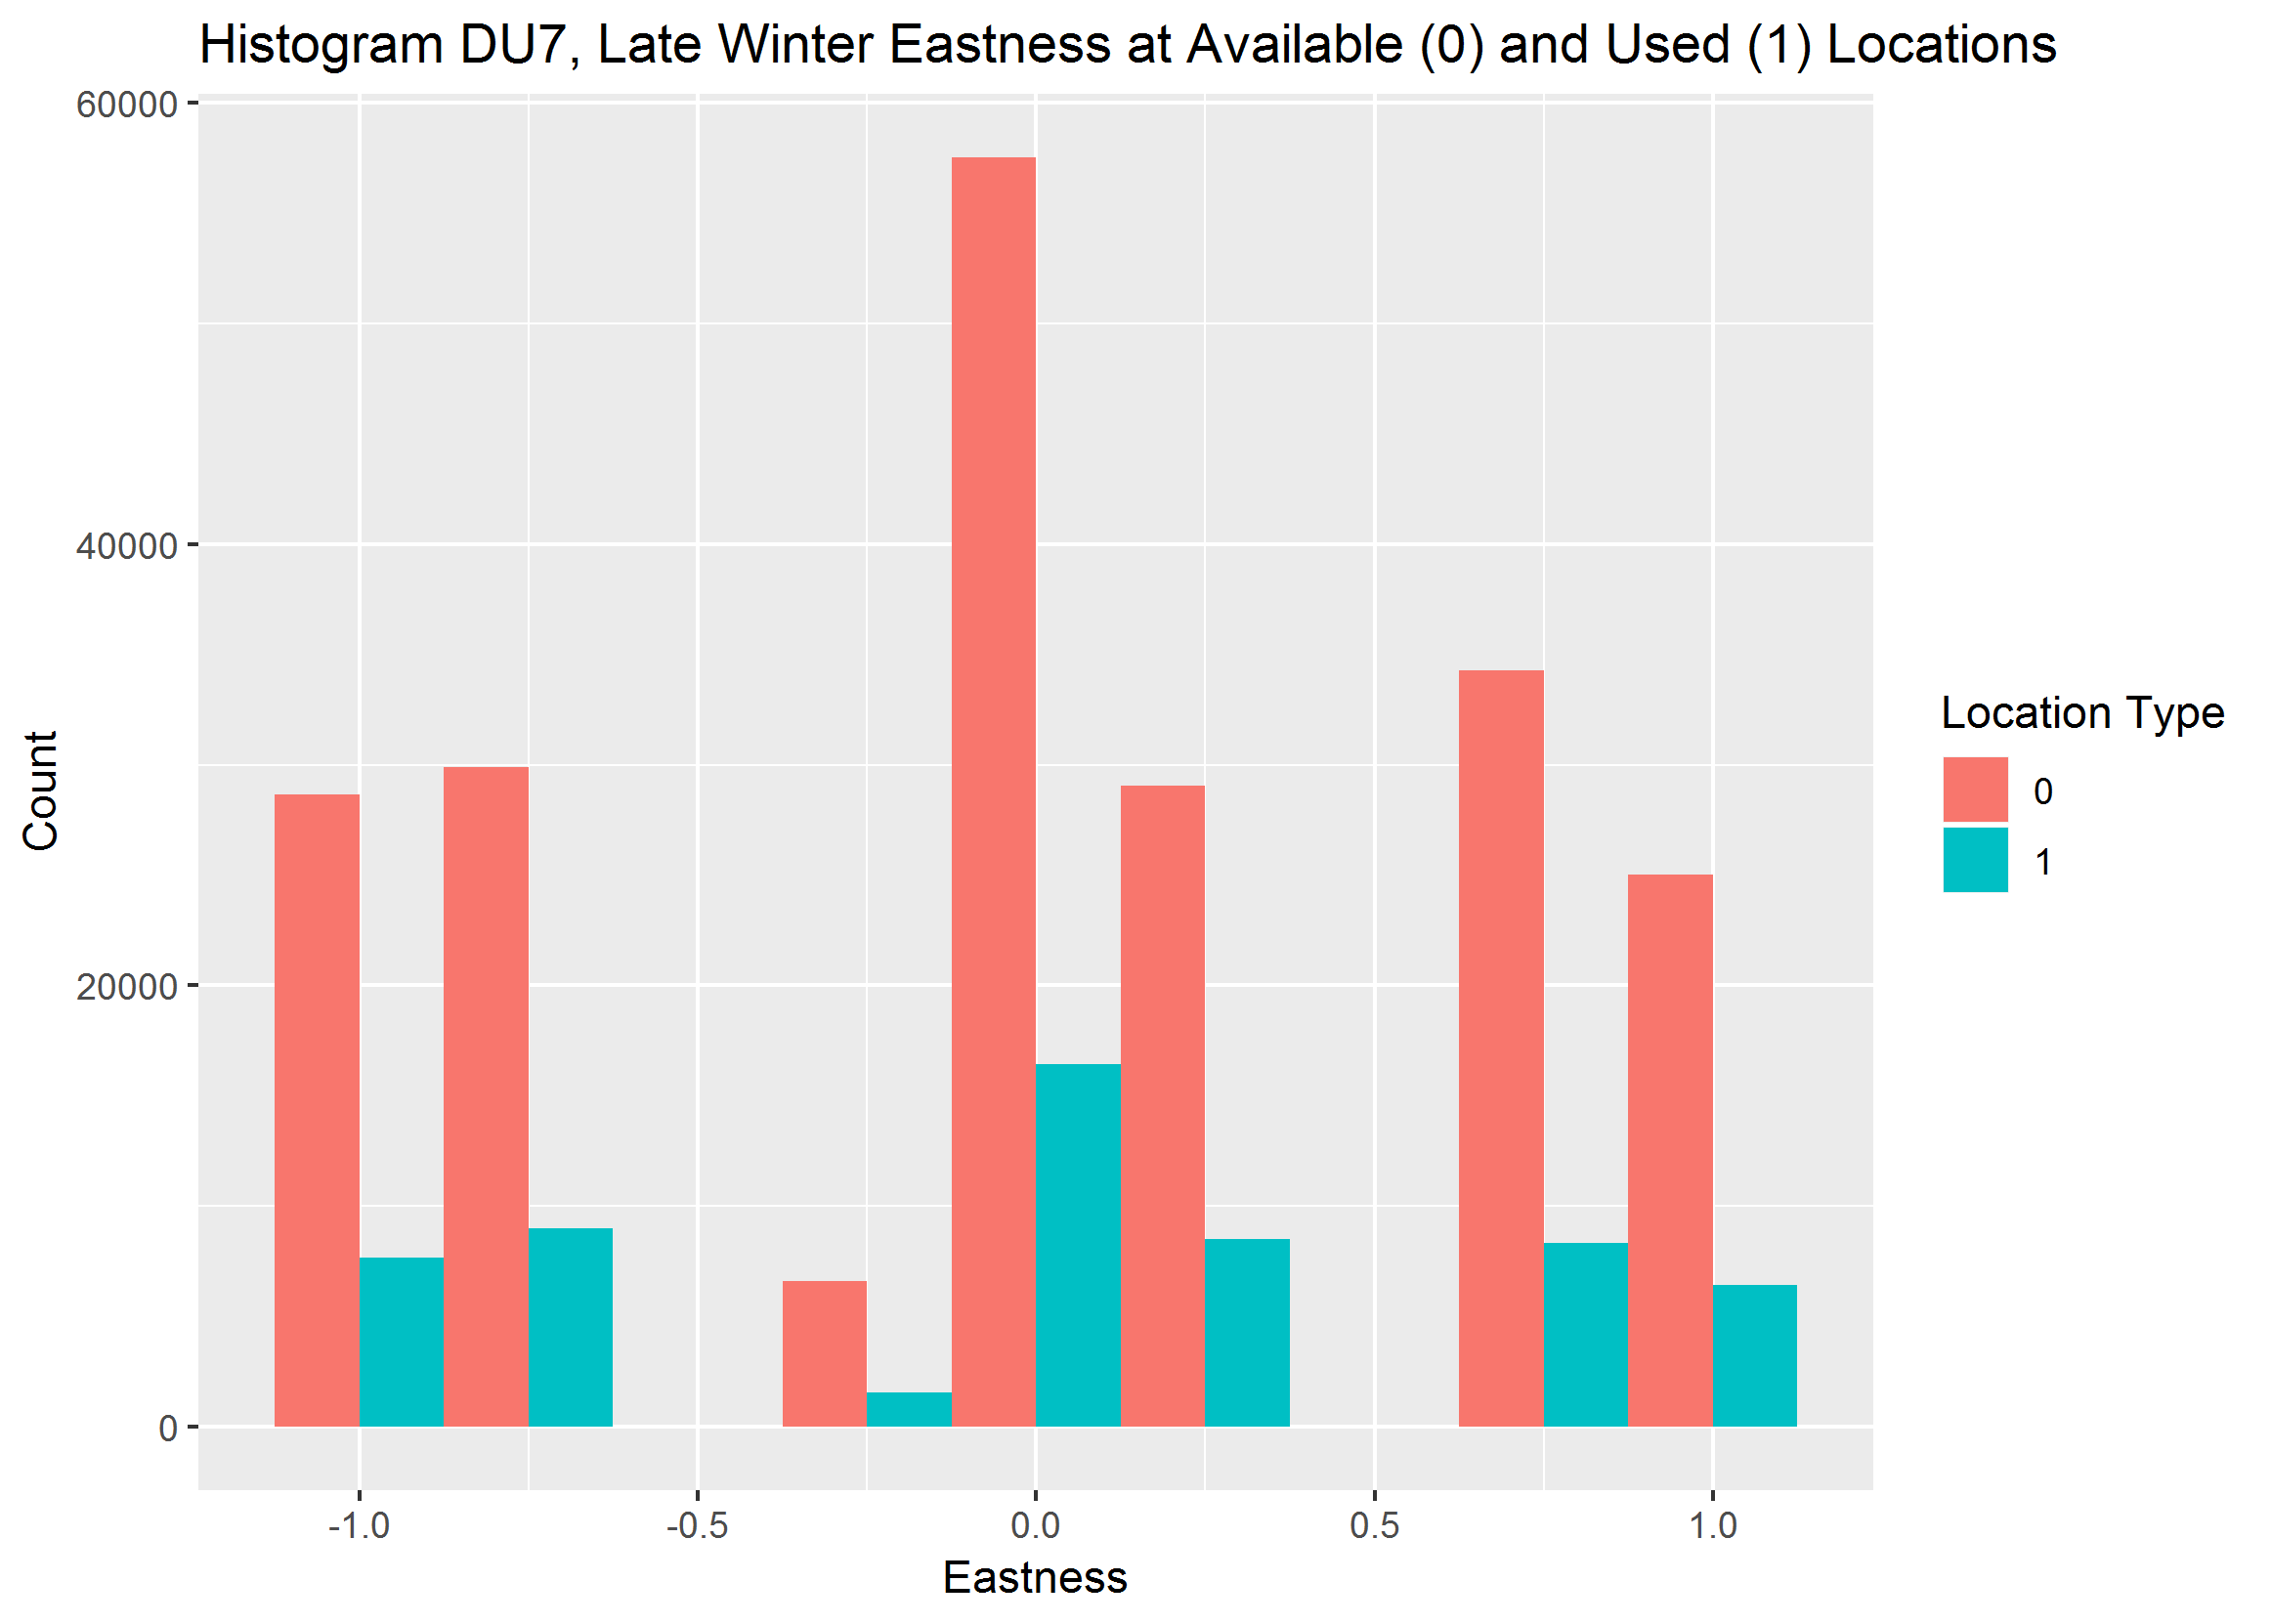 Histogram DU7, Late Winter Eastness at Available (0) and Used (1) Locations
60000
40000
20000
0
Count
-1.0
-0.5
0.0
0.5
1.0
Eastness
Location Type
0
1